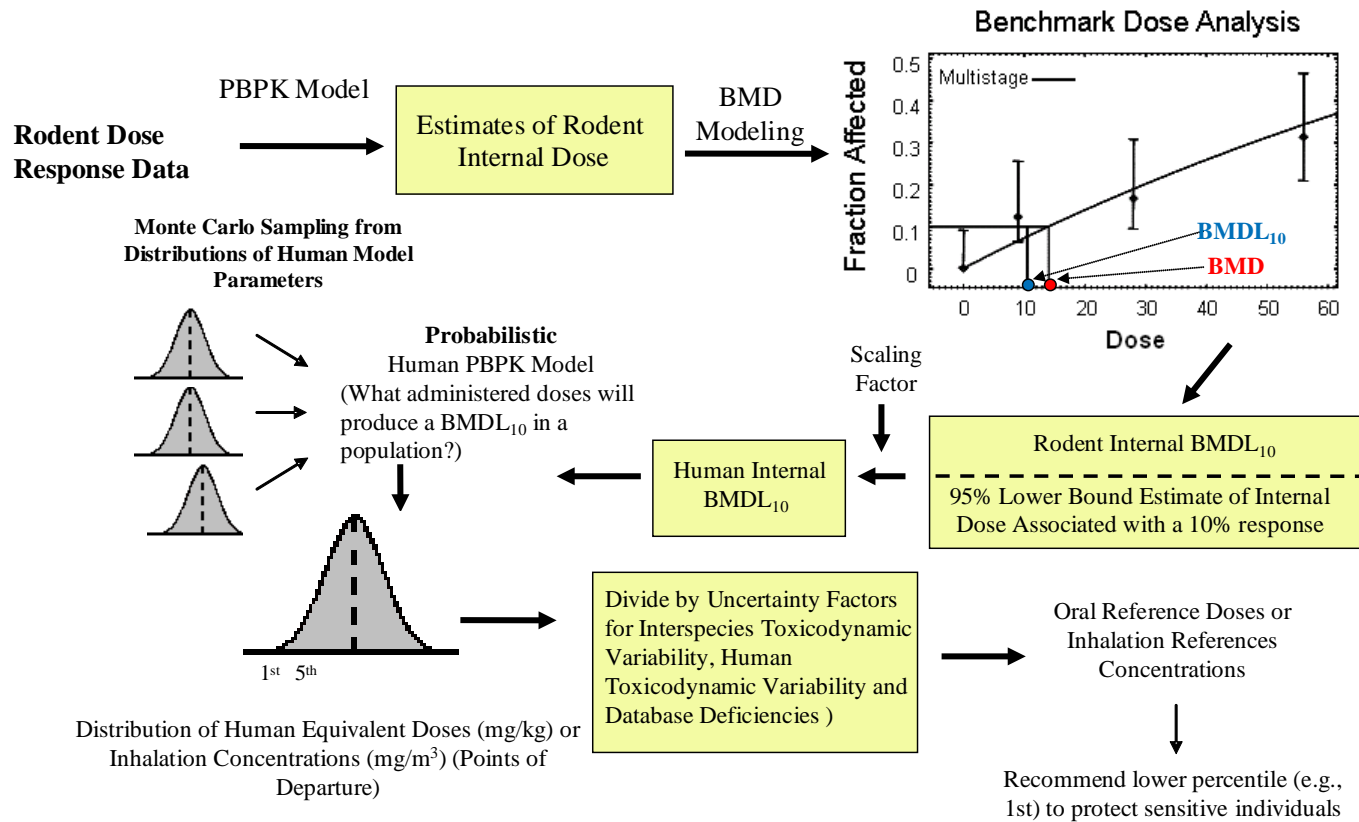 Benchmark Dose Analysis
PBPK Model
Rodent Dose
Response Data
Estimates of Rodent
Internal Dose
BMD
Modeling
Fraction Affected
0.5
0.4
0.3
0.2
0.1
0
Multistage
BMDL10
BMD
0 10 20 30 40 50 60
Dose
Monte Carlo Sampling from
Distributions of Human Model
Parameters
Probabilistic
Human PBPK Model
(What administered doses will
produce a BMDL10 in a
population?)
Scaling
Factor
Human Internal
BMDL10
Rodent Internal BMDL10
95% Lower Bound Estimate of Internal
Dose Associated with a 10% response
1st 5th
Distribution of Human Equivalent Doses (mg/kg) or
Inhalation Concentrations (mg/m3) (Points of
Departure)
Divide by Uncertainty Factors
for Interspecies Toxicodynamic
Variability, Human
Toxicodynamic Variability and
Database Deficiencies )
Oral Reference Doses or
Inhalation References
Concentrations
Recommend lower percentile (e.g.,
1st) to protect sensitive individuals